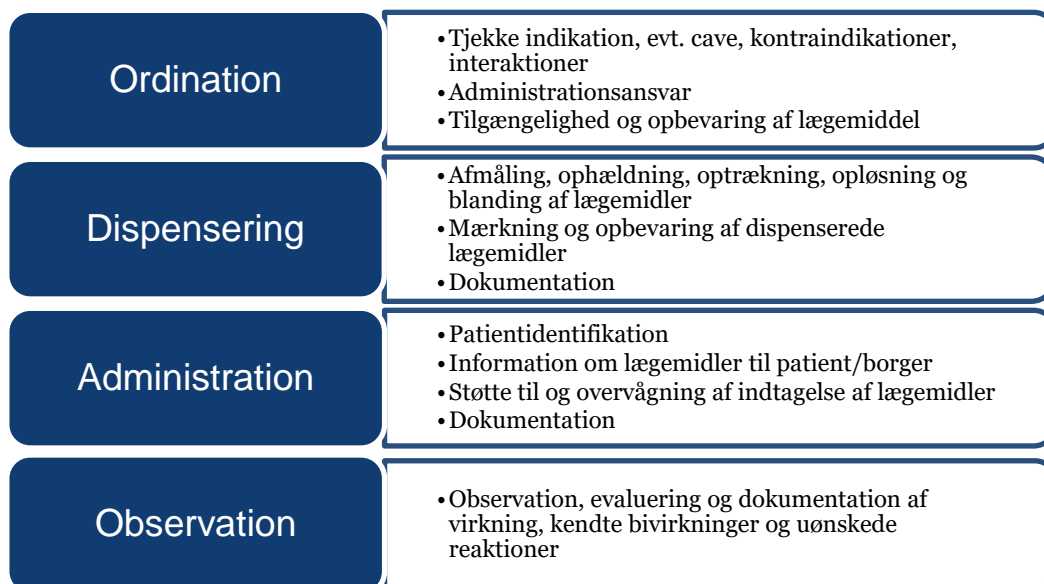 Ordination
•Tjekke indikation, evt. cave, kontraindikationer,
interaktioner
•Administrationsansvar
•Tilgængelighed og opbevaring af lægemiddel
Dispensering
•Afmåling, ophældning, optrækning, opløsning og
blanding af lægemidler
•Mærkning og opbevaring af dispenserede
lægemidler
•Dokumentation
Administration
•Patientidentifikation
•Information om lægemidler til patient/borger
•Støtte til og overvågning af indtagelse af lægemidler
•Dokumentation
Observation
•Observation, evaluering og dokumentation af
virkning, kendte bivirkninger og uønskede
reaktioner